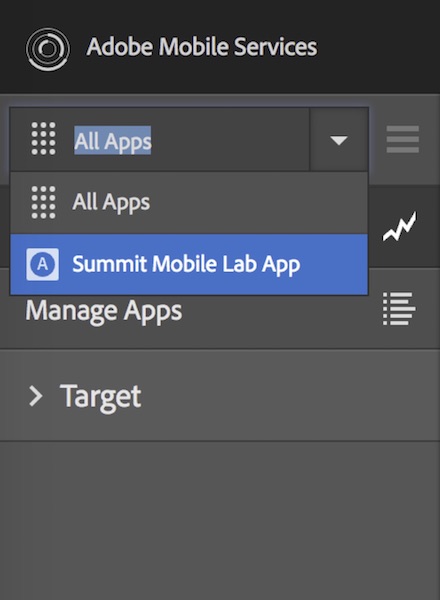 Adobe Mobile Services
All Apps
All Apps
A Summit Mobile Lab App
Manage Apps
Target